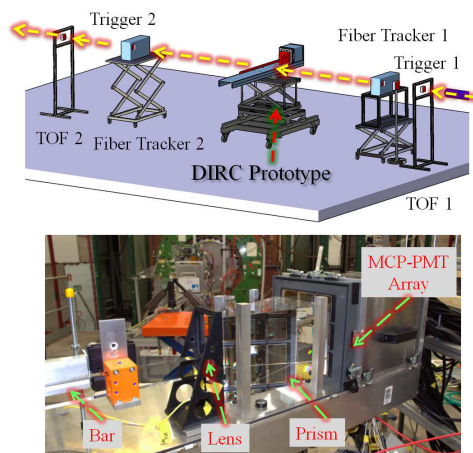 Trigger 2
Fiber Tracker 1
Trigger 1
TOF 2
Fiber Tracker 2
DIRC Prototype
TOF 1
MCP-PMT
Array
Bar
Lens
Prism